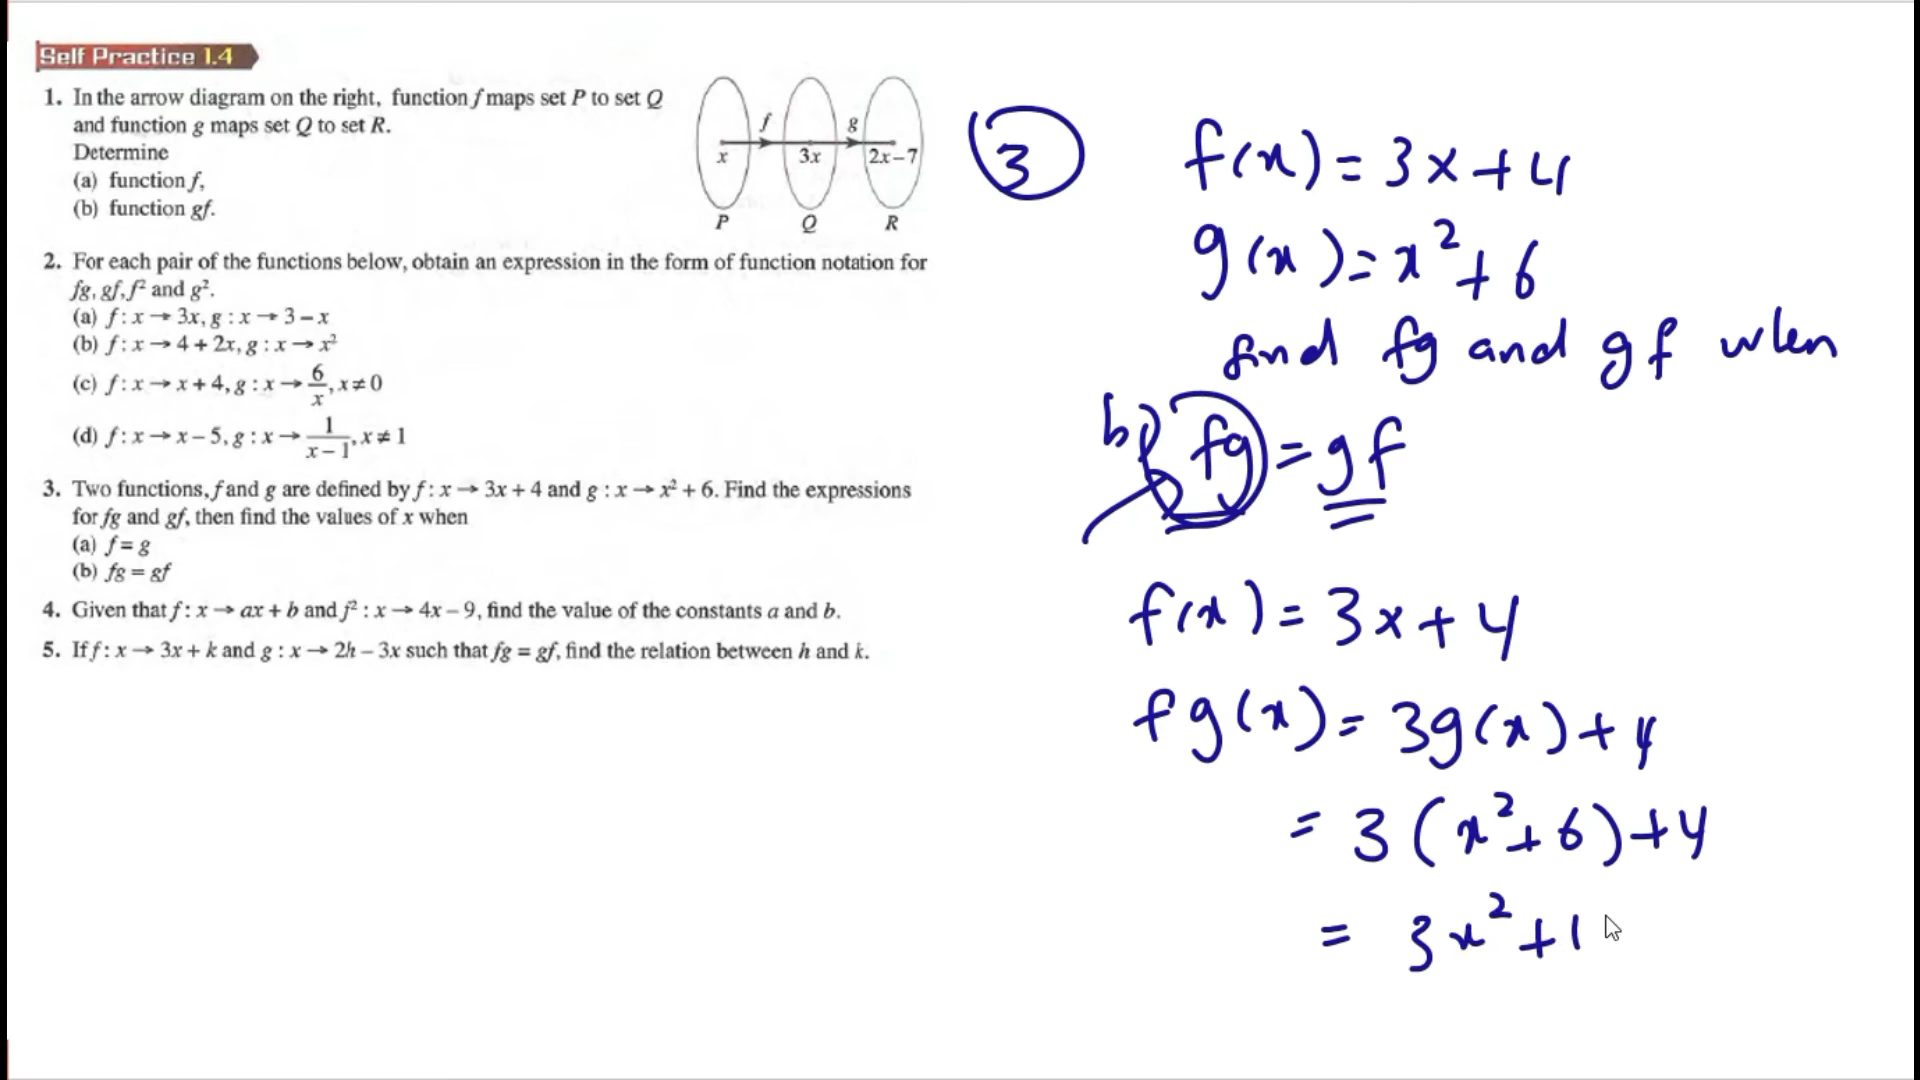 Self Practice 1.4
1. In the arrow diagram on the right, function f maps set P to set Q
and function g maps set Q to set R.
Determine
(a) function f,
(b) function gf.
f g
x 3x 2x – 7
P Q R
2. For each pair of the functions below, obtain an expression in the form of function notation for
fg, gf, f² and g².
(a) f : x → 3x, g : x → 3 – x
(b) f : x → 4 + 2x, g : x → x²
(c) f : x → x + 4, g : x → 6/x, x ≠ 0
(d) f : x → x – 5, g : x → 1/(x – 1), x ≠ 1
3. Two functions, f and g are defined by f : x → 3x + 4 and g : x → x² + 6. Find the expressions
for fg and gf, then find the values of x when
(a) f = g
(b) fg = gf
4. Given that f : x → ax + b and f² : x → 4x – 9, find the value of the constants a and b.
5. If f : x → 3x + k and g : x → 2h – 3x such that fg = gf, find the relation between h and k.
3 f(x) = 3x + 4
g(x) = x² + 6
find fg and gf when
b) fg = gf
f(x) = 3x + 4
fg(x) = 3g(x) + 4
= 3(x² + 6) + 4
= 3x² + 1